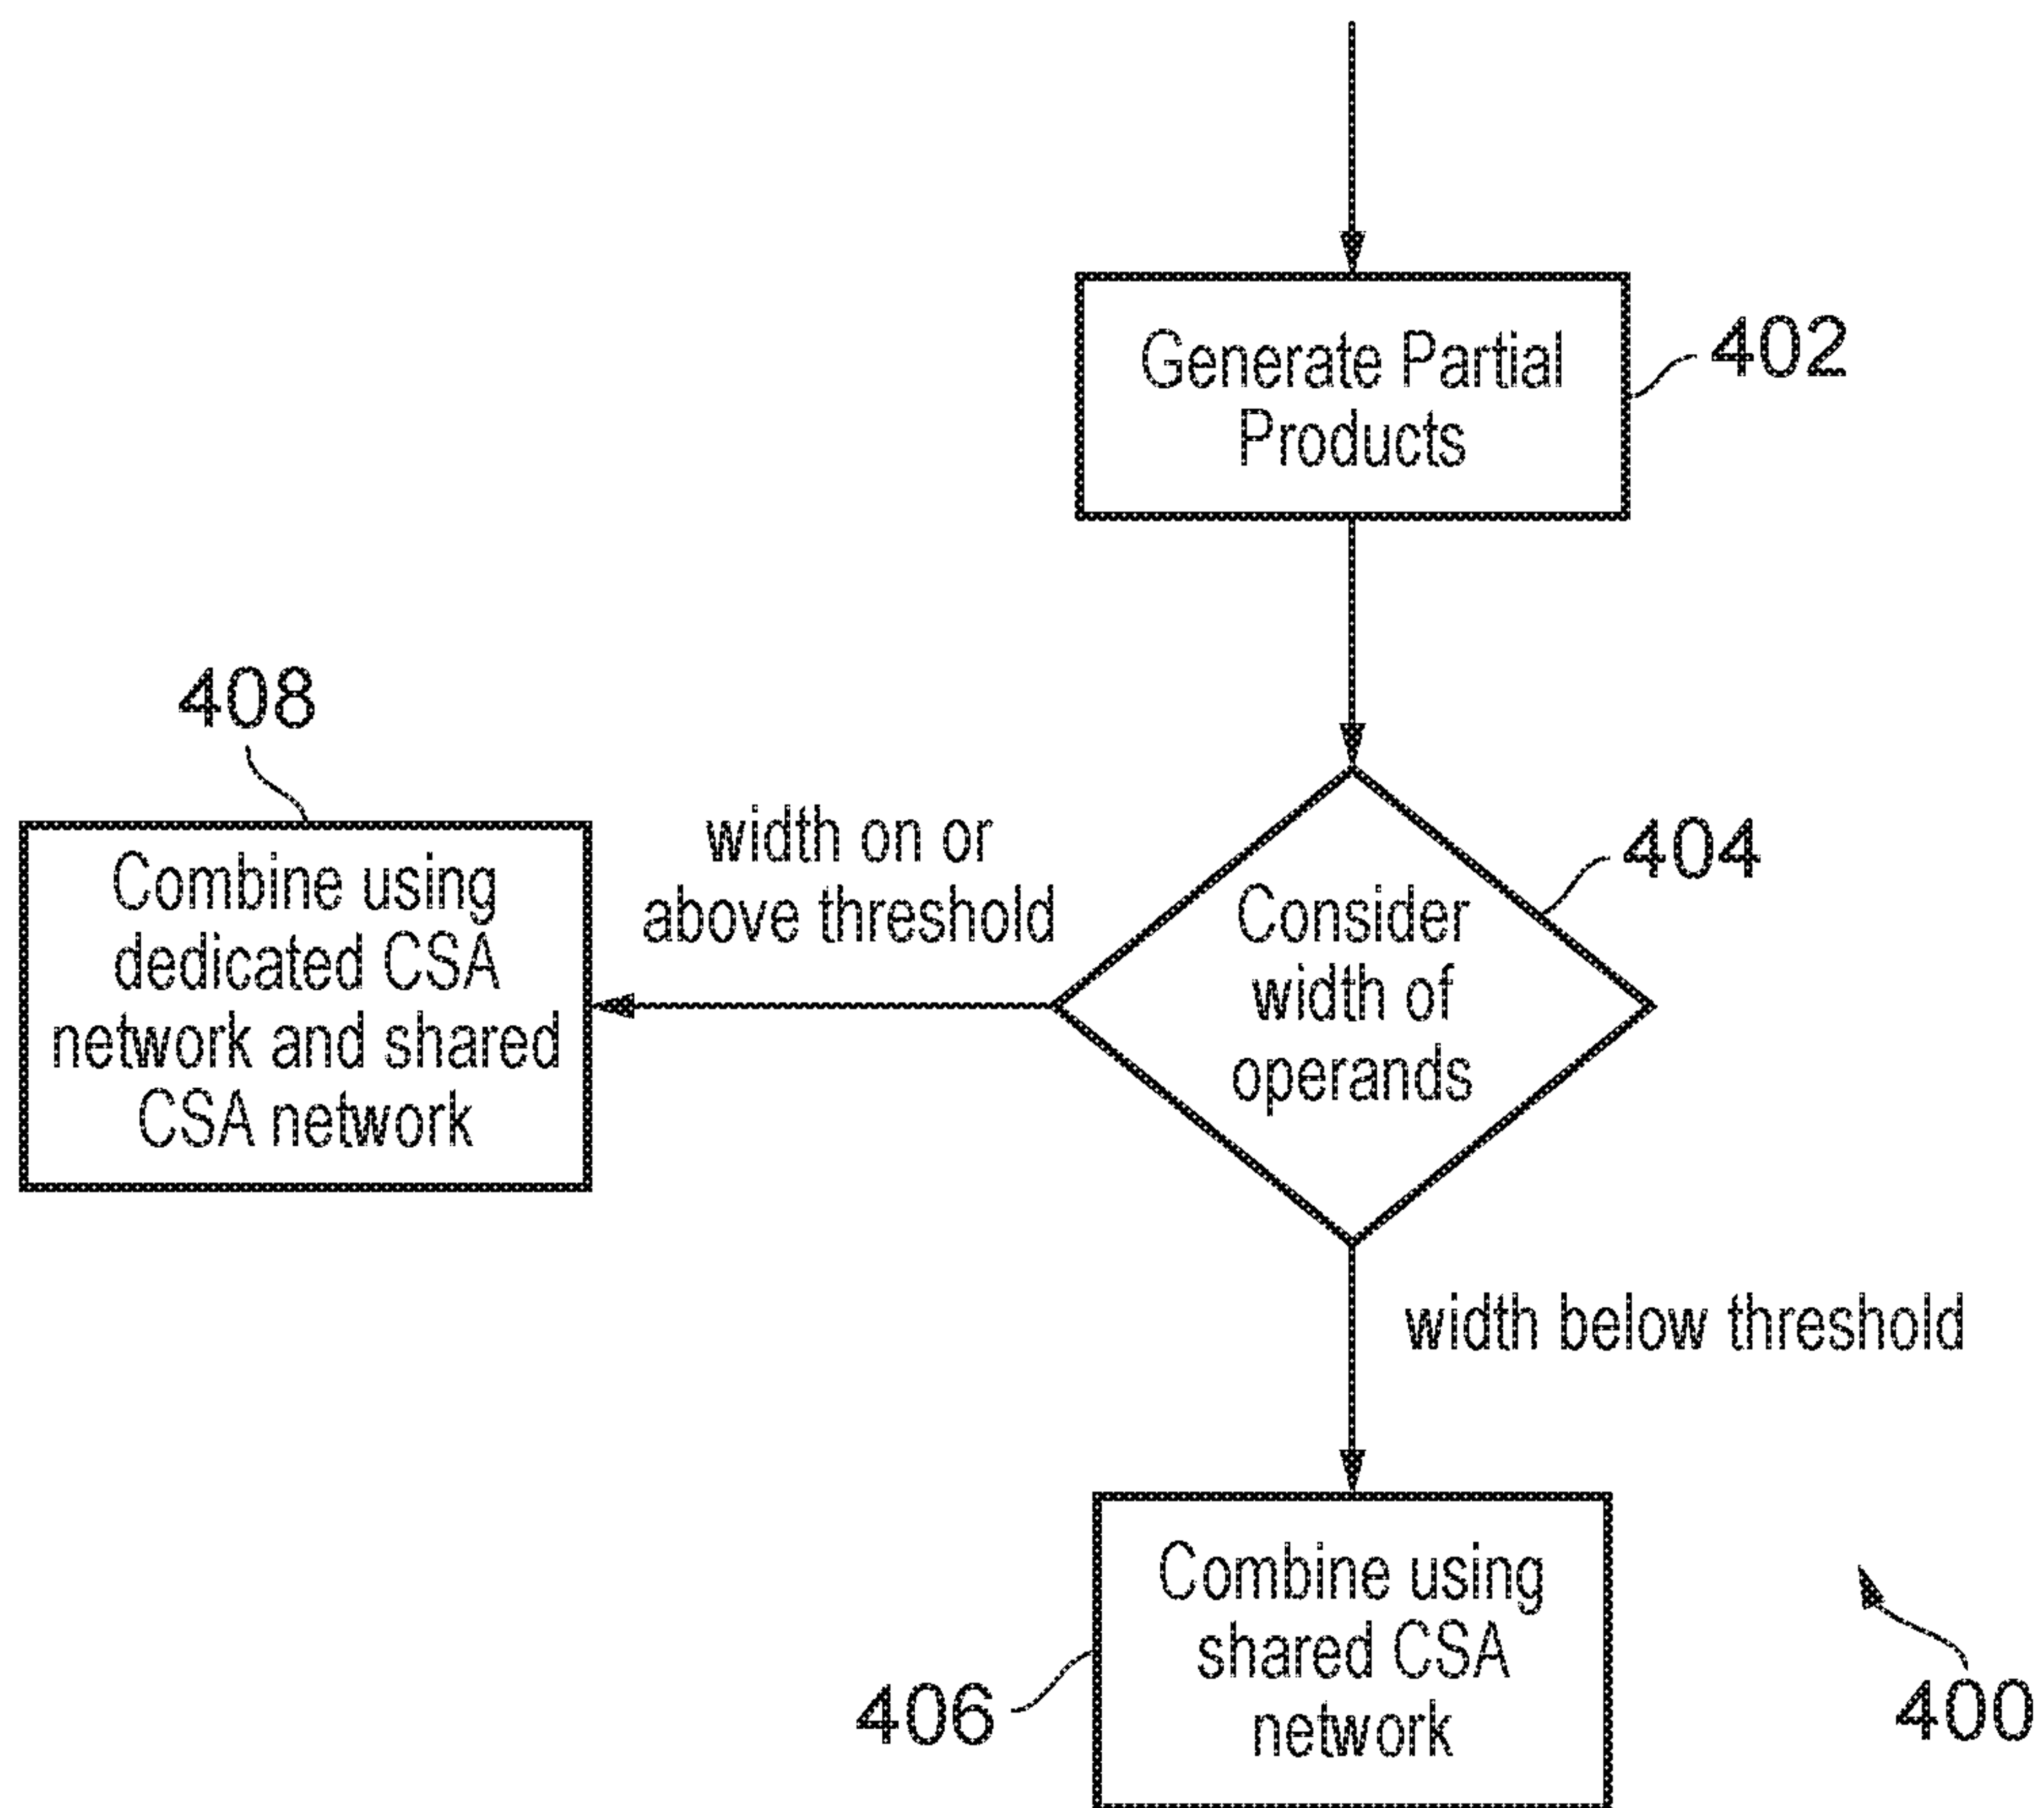 Generate Partial
Products
402
408
Combine using
dedicated CSA
network and shared
CSA network
width on or
above threshold
Consider
width of
operands
404
width below threshold
Combine using
shared CSA
network
406
400